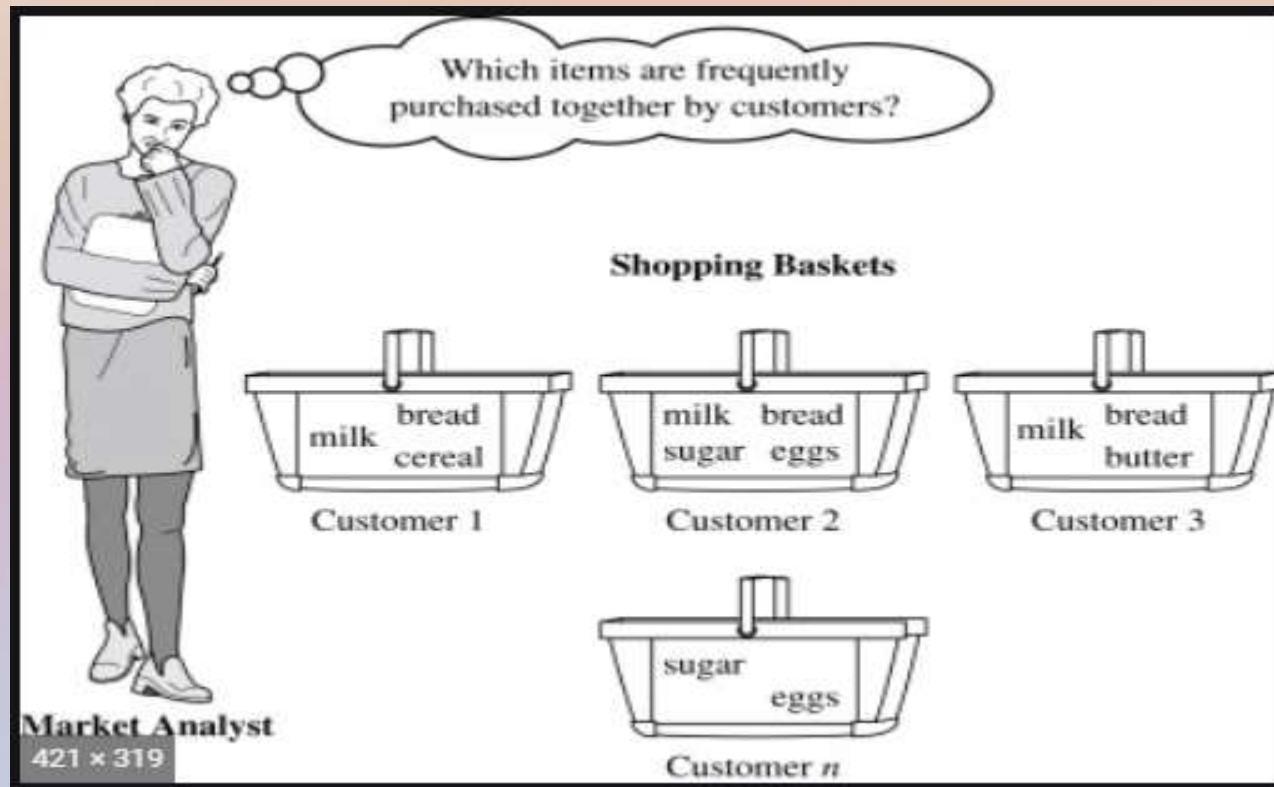 Which items are frequently
purchased together by customers?
Shopping Baskets
milk bread
cereal
Customer 1
milk bread
sugar eggs
Customer 2
milk bread
butter
Customer 3
sugar
eggs
Customer n
Market Analyst
421 × 319